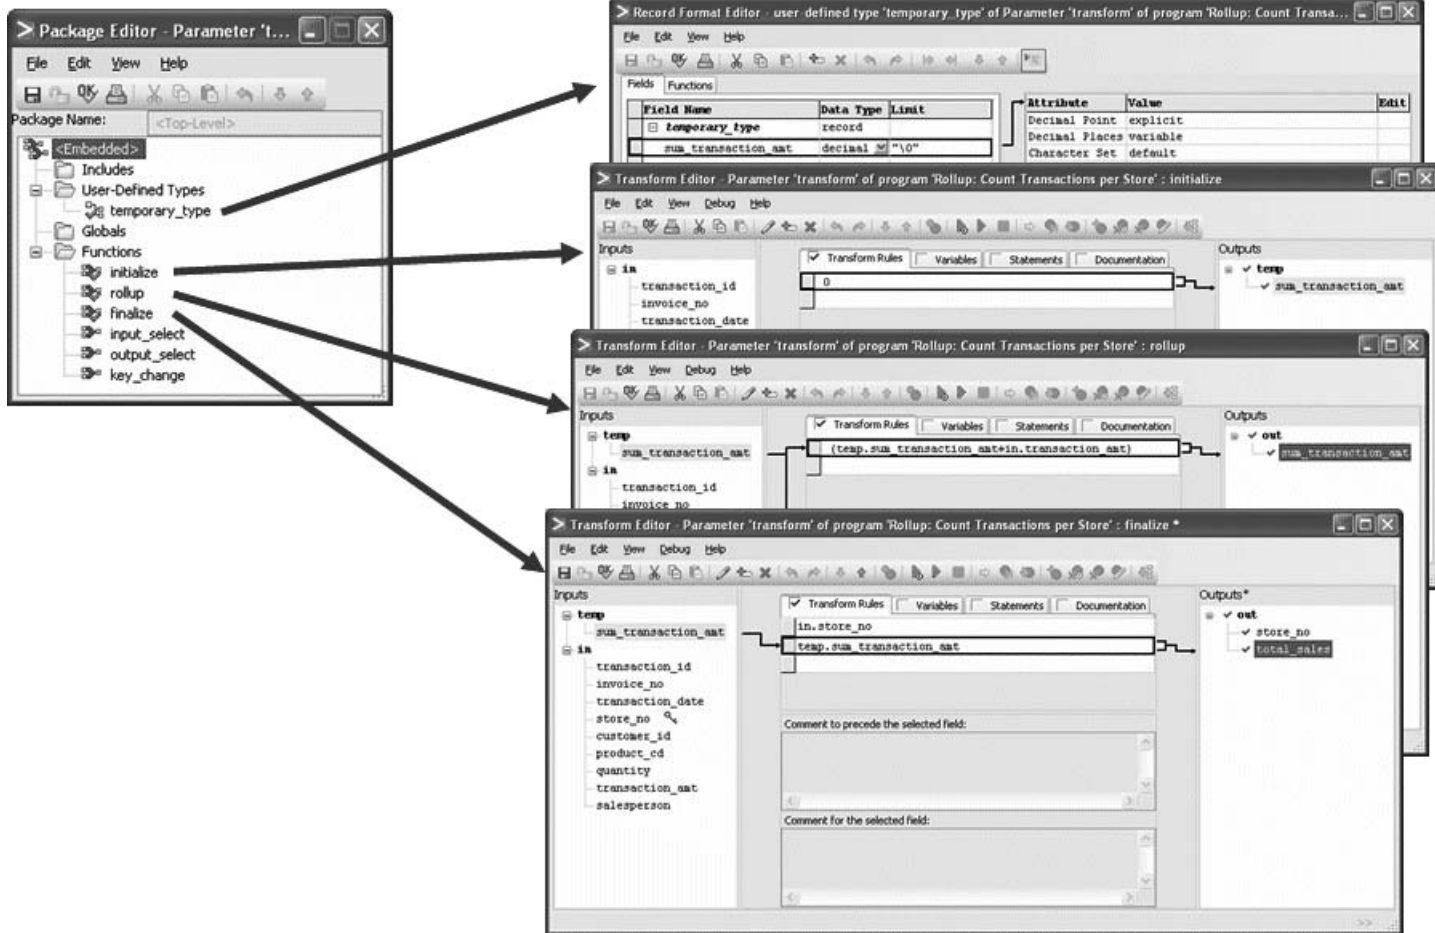 Package Editor - Parameter 't...
File Edit View Help
Package Name: <Top-Level>
<Embedded>
Includes
User-Defined Types
temporary_type
Globals
Functions
initialize
rollup
finalize
input_select
output_select
key_change
Record Format Editor - user-defined type 'temporary_type' of Parameter 'transform' of program 'Rollup: Count Transa...
File Edit View Help
Fields Functions
Field Name Data Type Limit
temporary_type record
sum_transaction_amt decimal "\0"
Attribute Value Edit
Decimal Point explicit
Decimal Places variable
Character Set default
Transform Editor - Parameter 'transform' of program 'Rollup: Count Transactions per Store' : initialize
File Edit View Debug Help
Inputs
in
transaction_id
invoice_no
transaction_date
Transform Rules Variables Statements Documentation
0
Outputs
temp
sum_transaction_amt
Transform Editor - Parameter 'transform' of program 'Rollup: Count Transactions per Store' : rollup
File Edit View Debug Help
Inputs
temp
sum_transaction_amt
in
transaction_id
invoice_no
Transform Rules Variables Statements Documentation
(temp.sum_transaction_amt+in.transaction_amt)
Outputs
out
sum_transaction_amt
Transform Editor - Parameter 'transform' of program 'Rollup: Count Transactions per Store' : finalize *
File Edit View Debug Help
Inputs
temp
sum_transaction_amt
in
transaction_id
invoice_no
transaction_date
store_no
customer_id
product_cd
quantity
transaction_amt
salesperson
Transform Rules Variables Statements Documentation
in.store_no
temp.sum_transaction_amt
Comment to precede the selected field:
Comment for the selected field:
Outputs*
out
store_no
total_sales
>>